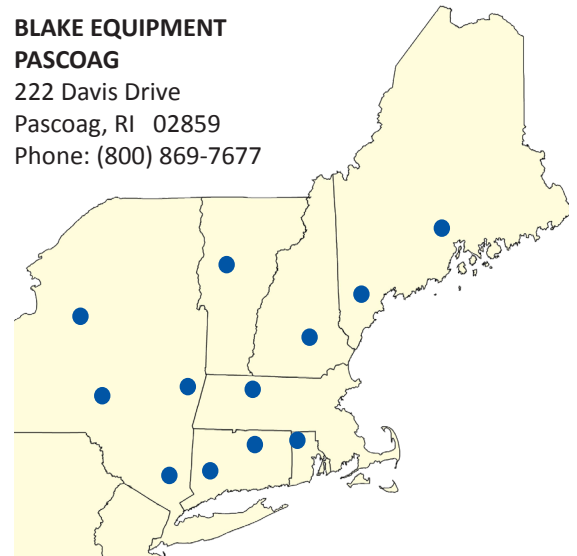 BLAKE EQUIPMENT
PASCOAG
222 Davis Drive
Pascoag, RI 02859
Phone: (800) 869-7677